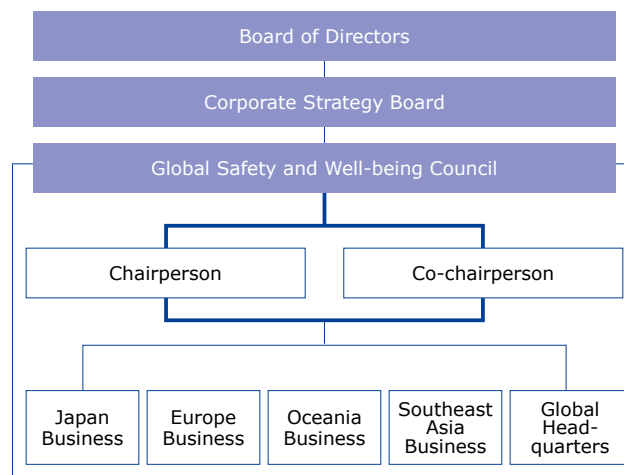 Board of Directors
Corporate Strategy Board
Global Safety and Well-being Council
Chairperson
Co-chairperson
Japan
Business
Europe
Business
Oceania
Business
Southeast
Asia
Business
Global
Head-
quarters